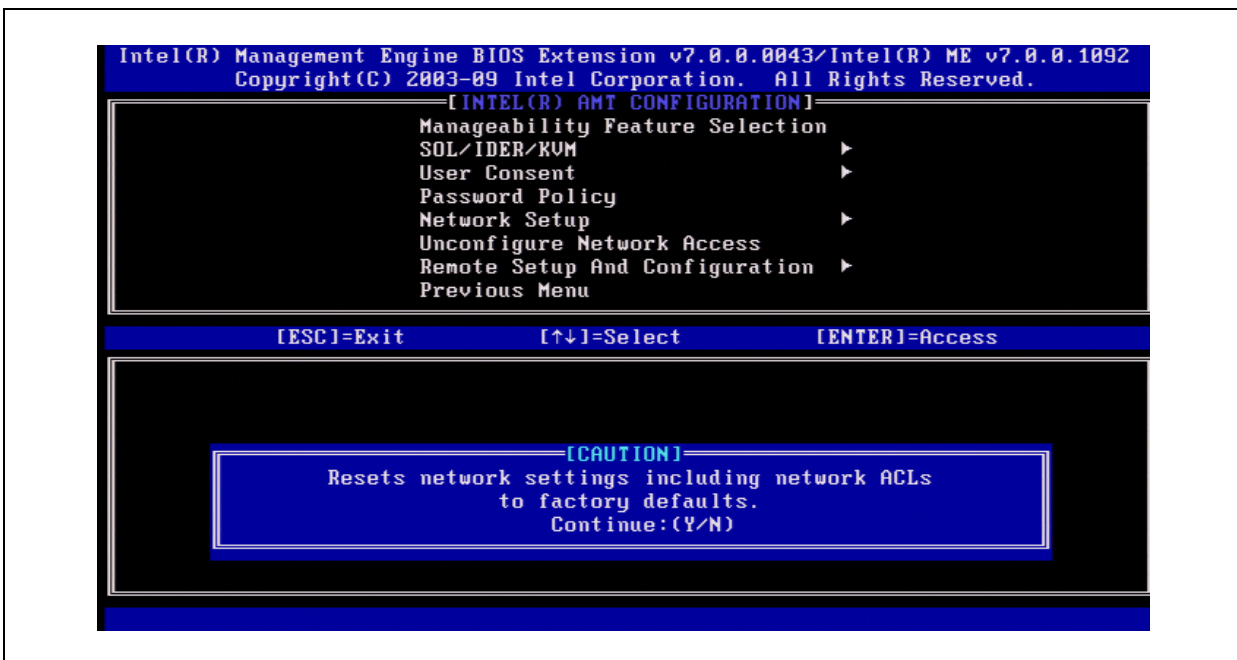 Intel(R) Management Engine BIOS Extension v7.0.0.0043/Intel(R) ME v7.0.0.1092
Copyright(C) 2003-09 Intel Corporation. All Rights Reserved.
[INTEL(R) AMT CONFIGURATION]
Manageability Feature Selection
SOL/IDER/KVM ►
User Consent ►
Password Policy
Network Setup ►
Unconfigure Network Access
Remote Setup And Configuration ►
Previous Menu
[ESC]=Exit [↑↓]=Select [ENTER]=Access
[CAUTION]
Resets network settings including network ACLs
to factory defaults.
Continue:(Y/N)